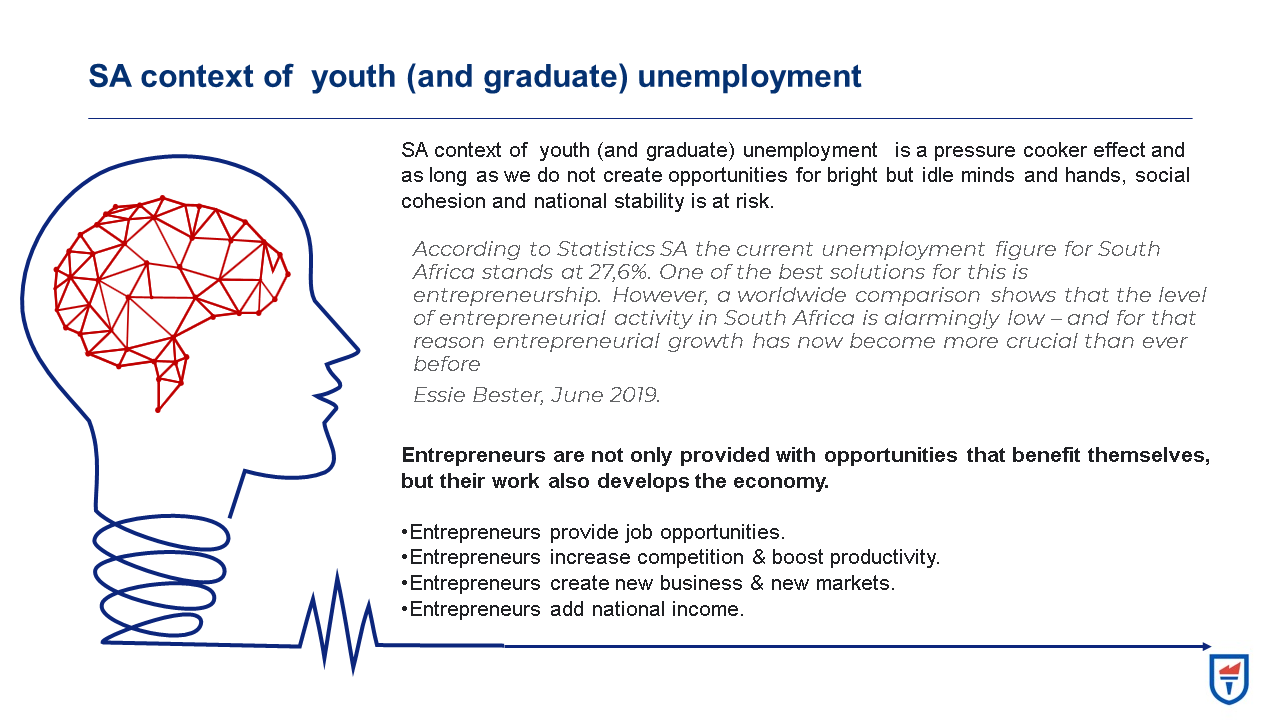 SA context of  youth (and graduate) unemployment
SA context of  youth (and graduate) unemployment   is a pressure cooker effect and
as long as we do not create opportunities for bright but idle minds and hands, social
cohesion and national stability is at risk.
According to Statistics SA the current unemployment figure for South
Africa stands at 27,6%. One of the best solutions for this is
entrepreneurship. However, a worldwide comparison shows that the level
of entrepreneurial activity in South Africa is alarmingly low – and for that
reason entrepreneurial growth has now become more crucial than ever
before
Essie Bester, June 2019.
Entrepreneurs are not only provided with opportunities that benefit themselves,
but their work also develops the economy.
•Entrepreneurs provide job opportunities.
•Entrepreneurs increase competition & boost productivity.
•Entrepreneurs create new business & new markets.
•Entrepreneurs add national income.